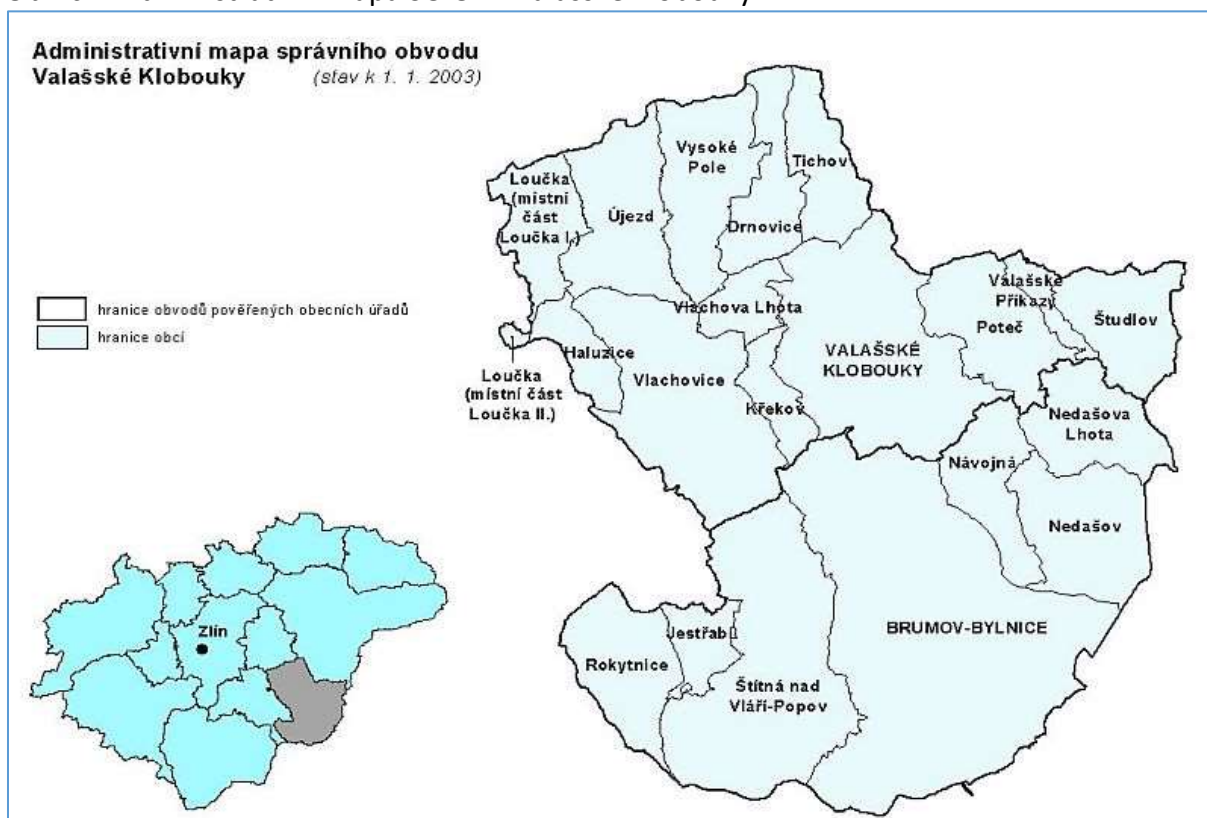 Administrativní mapa správního obvodu
Valašské Klobouky (stav k 1. 1. 2003)
Vysoké
Pole
Tichov
Loučka
(místní
část
Loučka I.)
Újezd
Drnovice
Valašské
Příkazy
hranice obvodů pověřených obecních úřadů
hranice obcí
Vlachova Lhota
Poteč
Študlov
Haluzice
VALAŠSKÉ
KLOBOUKY
Loučka
(místní část
Loučka II.)
Vlachovice
Křekov
Nedašova
Lhota
Návojná
Nedašov
Zlín
BRUMOV-BYLNICE
Jestřabí
Rokytnice
Štítná nad
Vláří-Popov